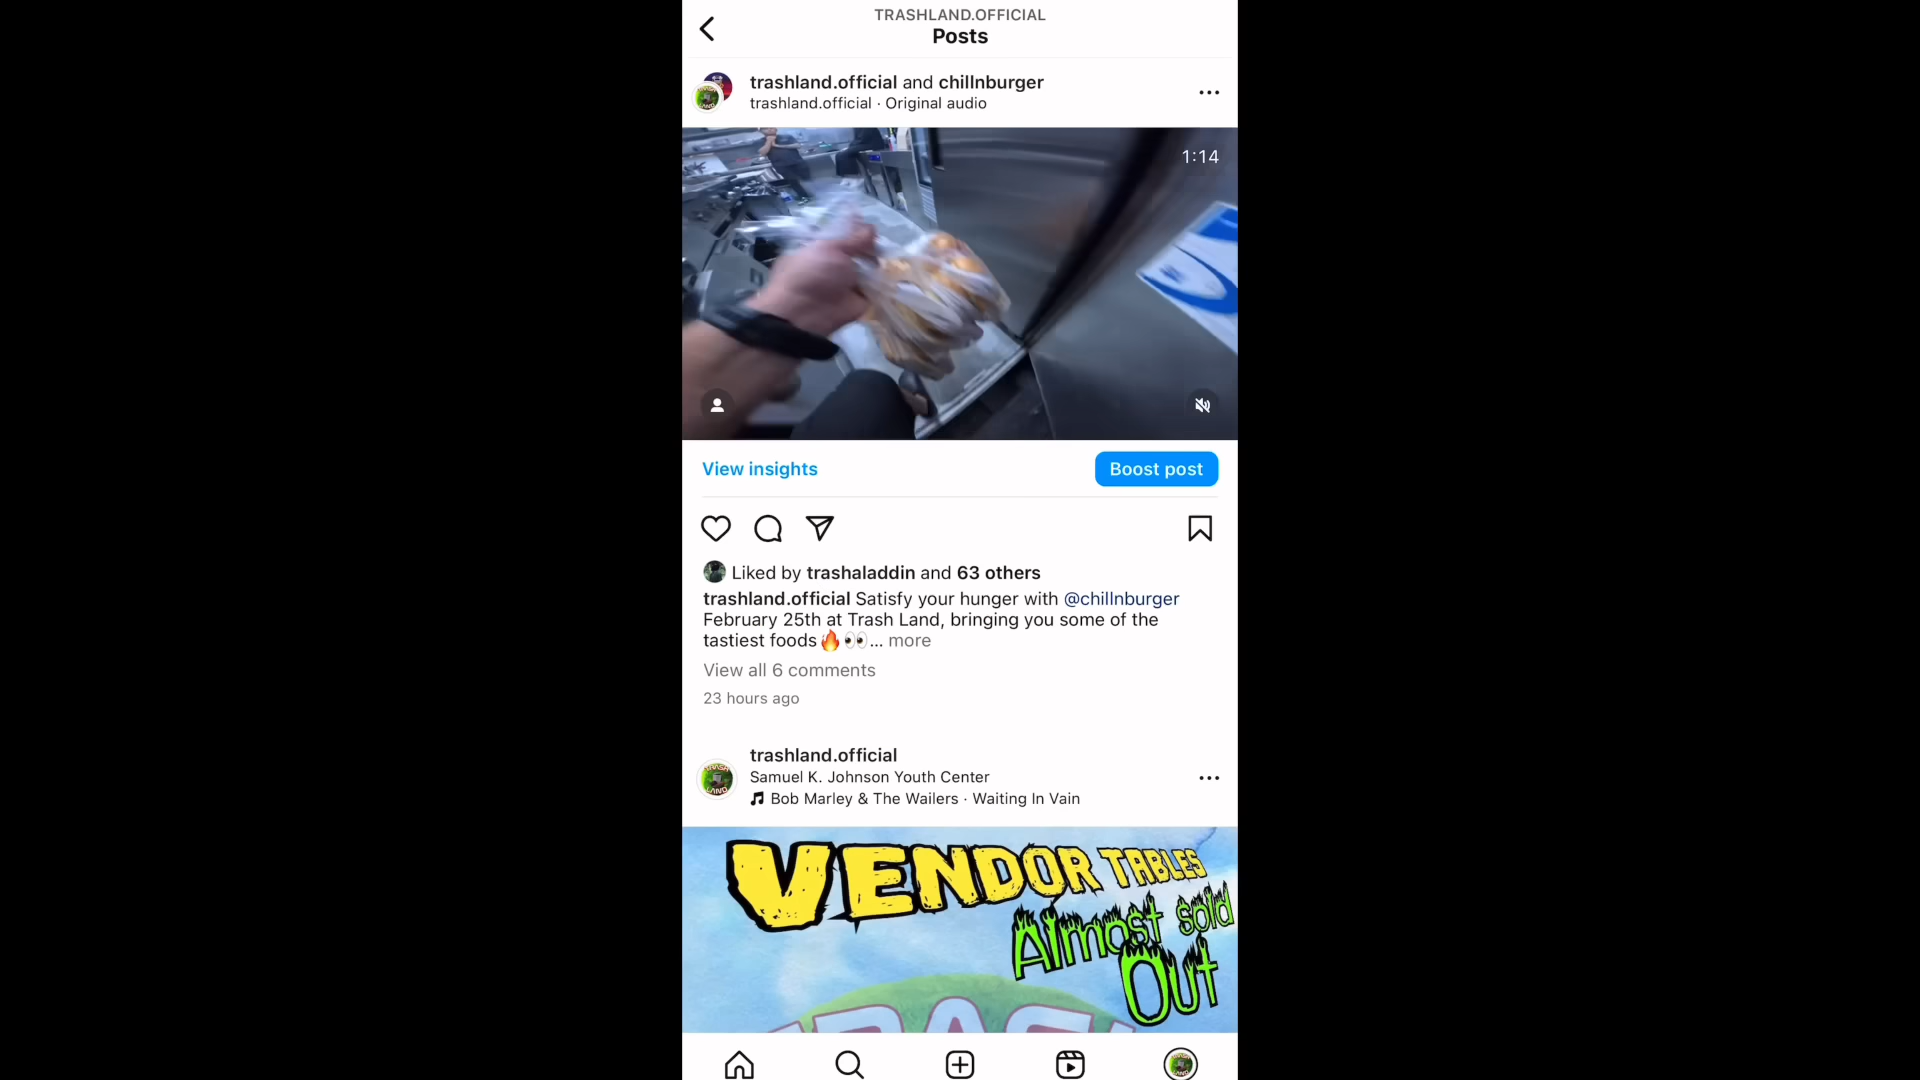 TRASHLAND.OFFICIAL
Posts
trashland.official and chillnburger
trashland.official · Original audio
1:14
View insights
Boost post
Liked by trashaladdin and 63 others
trashland.official Satisfy your hunger with @chillnburger
February 25th at Trash Land, bringing you some of the
tastiest foods🔥👀... more
View all 6 comments
23 hours ago
trashland.official
Samuel K. Johnson Youth Center
Bob Marley & The Wailers · Waiting In Vain
VENDOR TABLES
Almost sold
Out